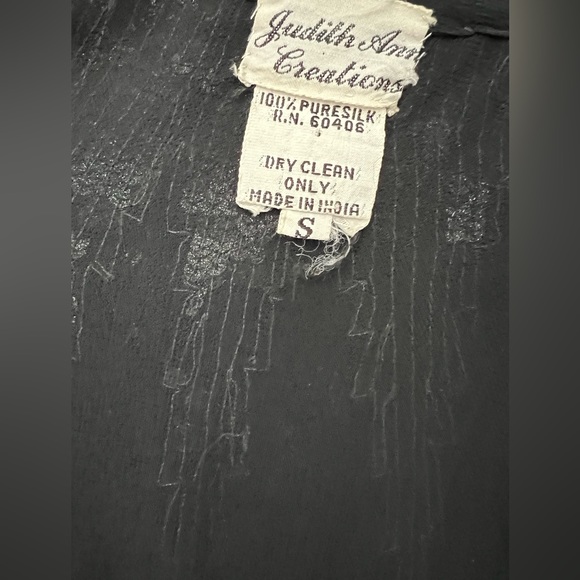 Judith Ann
Creations
100% PURESILK
R.N. 60406
DRY CLEAN
ONLY
MADE IN INDIA
S